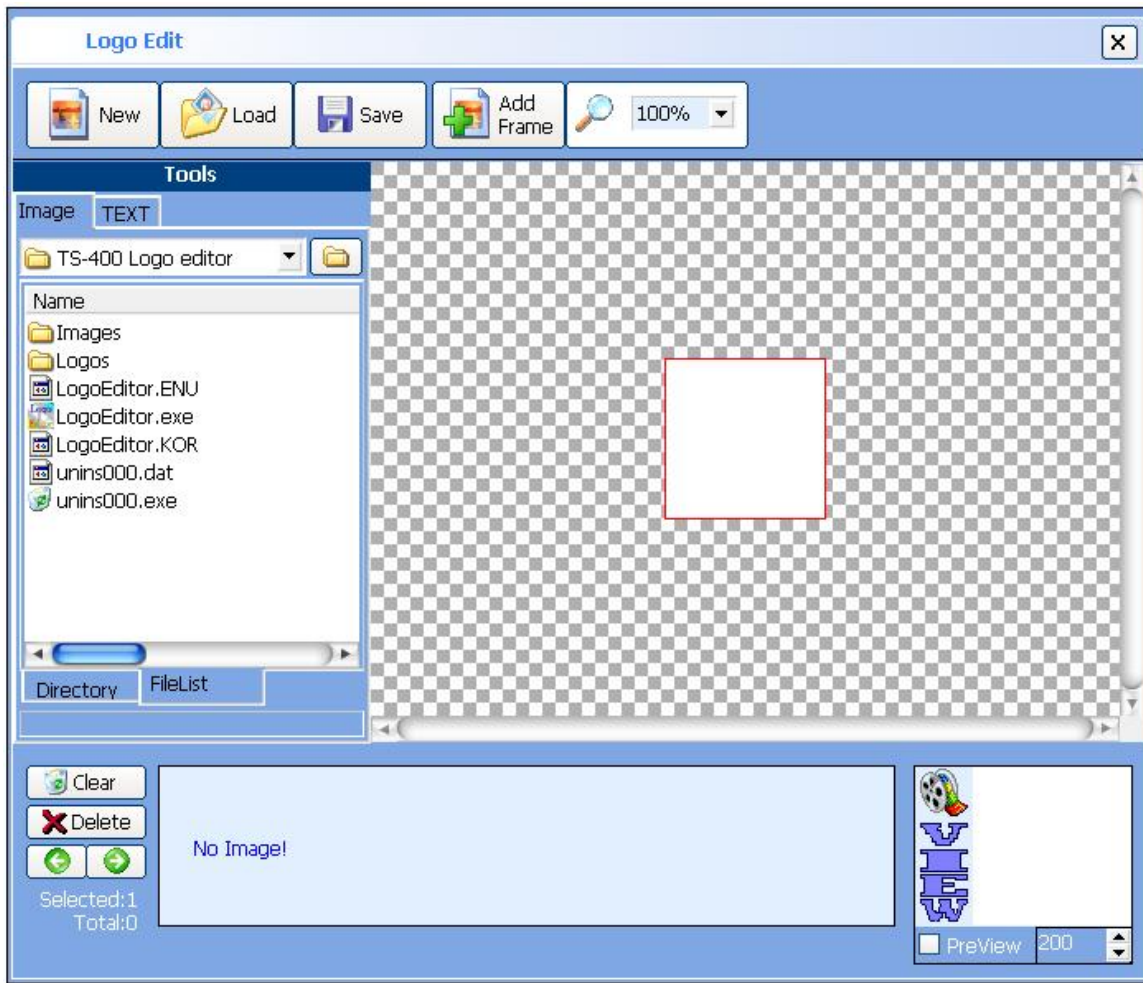 Logo Edit
New
Load
Save
Add
Frame
100%
Tools
Image
TEXT
TS-400 Logo editor
Name
Images
Logos
LogoEditor.ENU
LogoEditor.exe
LogoEditor.KOR
unins000.dat
unins000.exe
Directory
FileList
Clear
Delete
Selected:1
Total:0
No Image!
VIEW
PreView
200